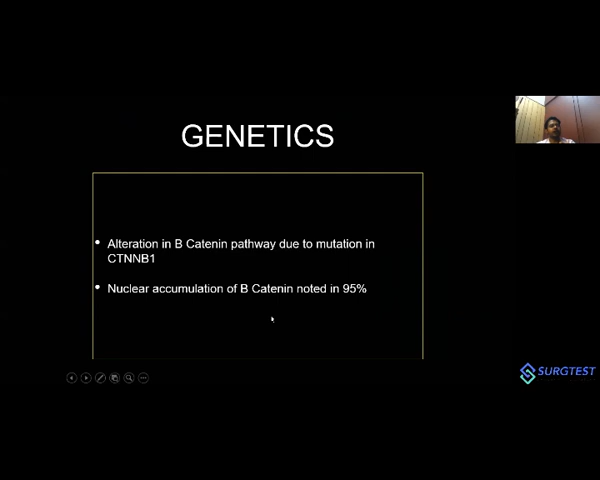 GENETICS
• Alteration in B Catenin pathway due to mutation in
CTNNB1
• Nuclear accumulation of B Catenin noted in 95%
SURGTEST